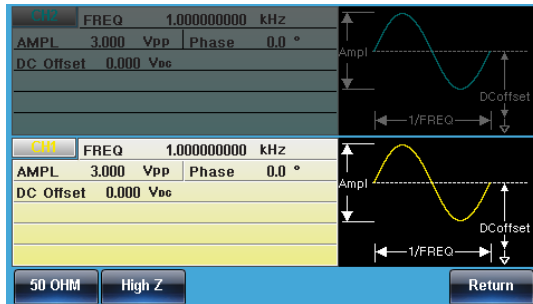 CH2 FREQ 1.000000000 kHz
AMPL 3.000 Vpp Phase 0.0 °
DC Offset 0.000 VDC
Ampl
DCoffset
1/FREQ
CH1 FREQ 1.000000000 kHz
AMPL 3.000 Vpp Phase 0.0 °
DC Offset 0.000 VDC
Ampl
DCoffset
1/FREQ
50 OHM High Z Return